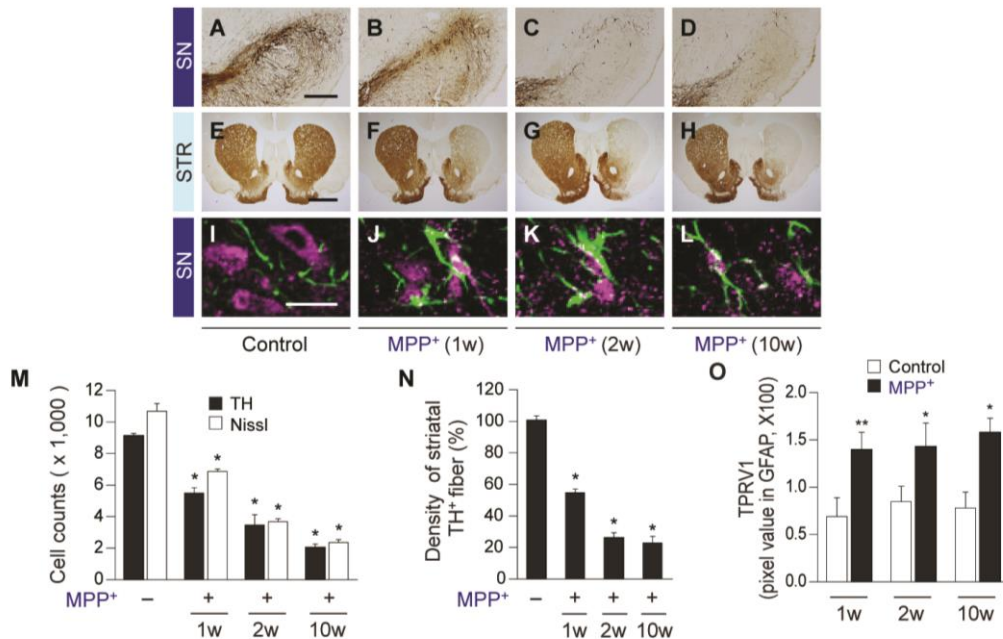 SN
A
B
C
D
STR
E
F
G
H
SN
I
J
K
L
Control
MPP⁺ (1w)
MPP⁺ (2w)
MPP⁺ (10w)
M
Cell counts ( x 1,000 )
12
10
8
6
4
2
0
TH
Nissl
* * * * * *
MPP⁺ – + + +
1w 2w 10w
N
Density of striatal
TH⁺ fiber (%)
120
100
80
60
40
20
0
* * *
MPP⁺ – + + +
1w 2w 10w
O
Control
MPP⁺
TPRV1
(pixel value in GFAP, X100)
2.0
1.5
1.0
0.5
0.0
** * *
1w 2w 10w